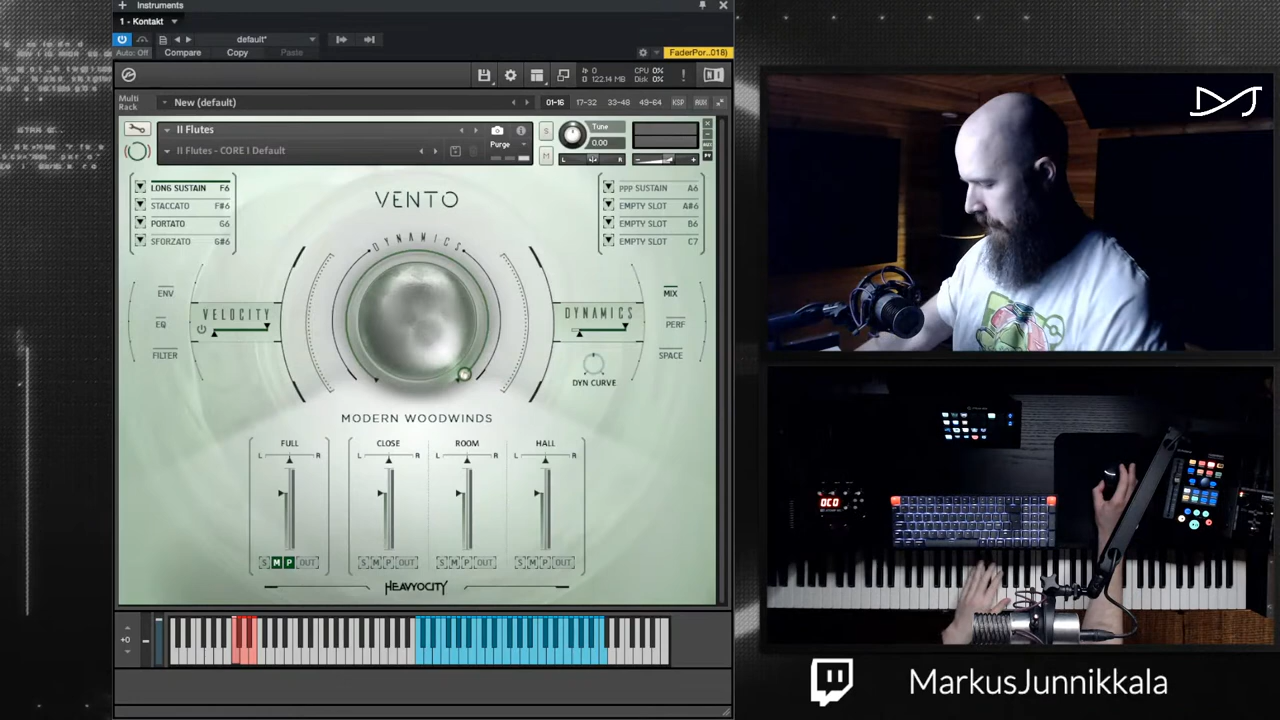 Instruments
1 - Kontakt
default*
Auto: Off
Compare
Copy
Paste
FaderPor..018)
0
122.14 MB
CPU 0%
Disk 0%
!
Multi
Rack
New (default)
01-16
17-32
33-48
49-64
KSP
AUX
II Flutes
II Flutes - CORE I Default
Purge
S
M
Tune
0.00
L
R
AUX
PV
LONG SUSTAIN F6
STACCATO F#6
PORTATO G6
SFORZATO G#6
VENTO
PPP SUSTAIN A6
EMPTY SLOT A#6
EMPTY SLOT B6
EMPTY SLOT C7
DYNAMICS
ENV
EQ
FILTER
VELOCITY
DYNAMICS
DYN CURVE
MIX
PERF
SPACE
MODERN WOODWINDS
FULL
CLOSE
ROOM
HALL
L R
L R
L R
L R
S M P OUT
S M P OUT
S M P OUT
S M P OUT
HEAVYOCITY
+0
MarkusJunnikkala